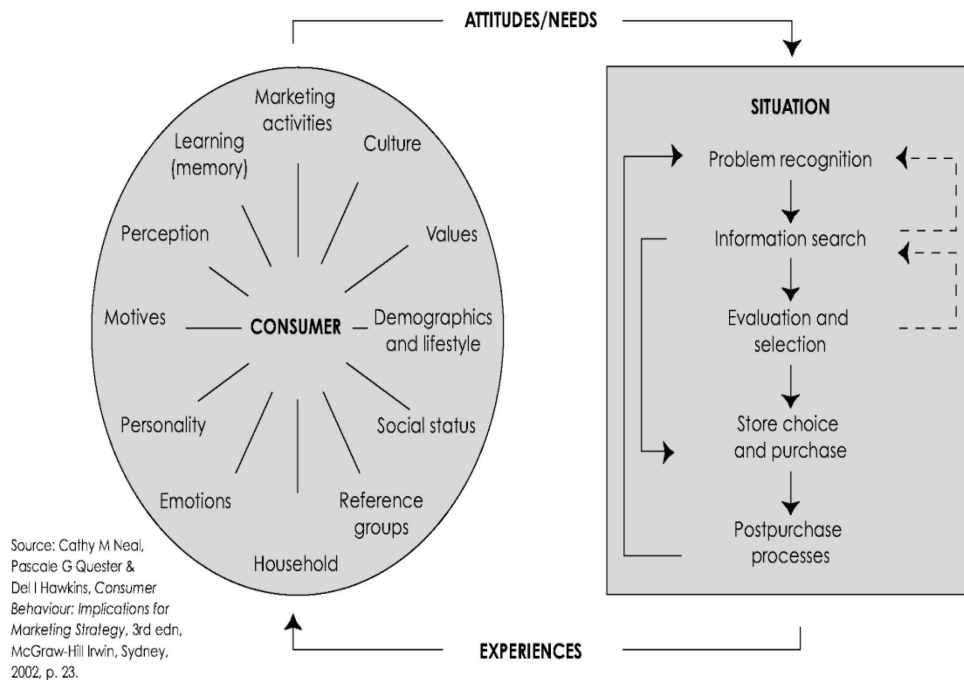 ATTITUDES/NEEDS
Marketing
activities
Learning
(memory)
Culture
Perception
Values
Motives
CONSUMER
Demographics
and lifestyle
Personality
Social status
Emotions
Reference
groups
Household
SITUATION
Problem recognition
Information search
Evaluation and
selection
Store choice
and purchase
Postpurchase
processes
EXPERIENCES
Source: Cathy M Neal,
Pascale G Quester &
Del I Hawkins, Consumer
Behaviour: Implications for
Marketing Strategy, 3rd edn,
McGraw-Hill Irwin, Sydney,
2002, p. 23.